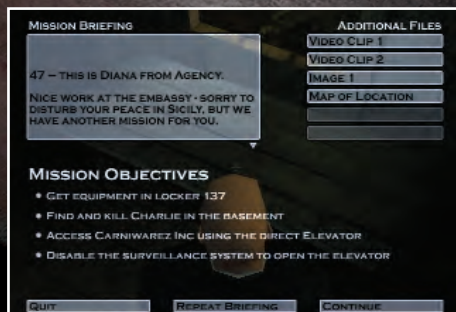 MISSION BRIEFING
47 – THIS IS DIANA FROM AGENCY.
NICE WORK AT THE EMBASSY - SORRY TO
DISTURB YOUR PEACE IN SICILY, BUT WE
HAVE ANOTHER MISSION FOR YOU.
ADDITIONAL FILES
VIDEO CLIP 1
VIDEO CLIP 2
IMAGE 1
MAP OF LOCATION
MISSION OBJECTIVES
• GET EQUIPMENT IN LOCKER 137
• FIND AND KILL CHARLIE IN THE BASEMENT
• ACCESS CARNIWAREZ INC USING THE DIRECT ELEVATOR
• DISABLE THE SURVEILLANCE SYSTEM TO OPEN THE ELEVATOR
QUIT
REPEAT BRIEFING
CONTINUE